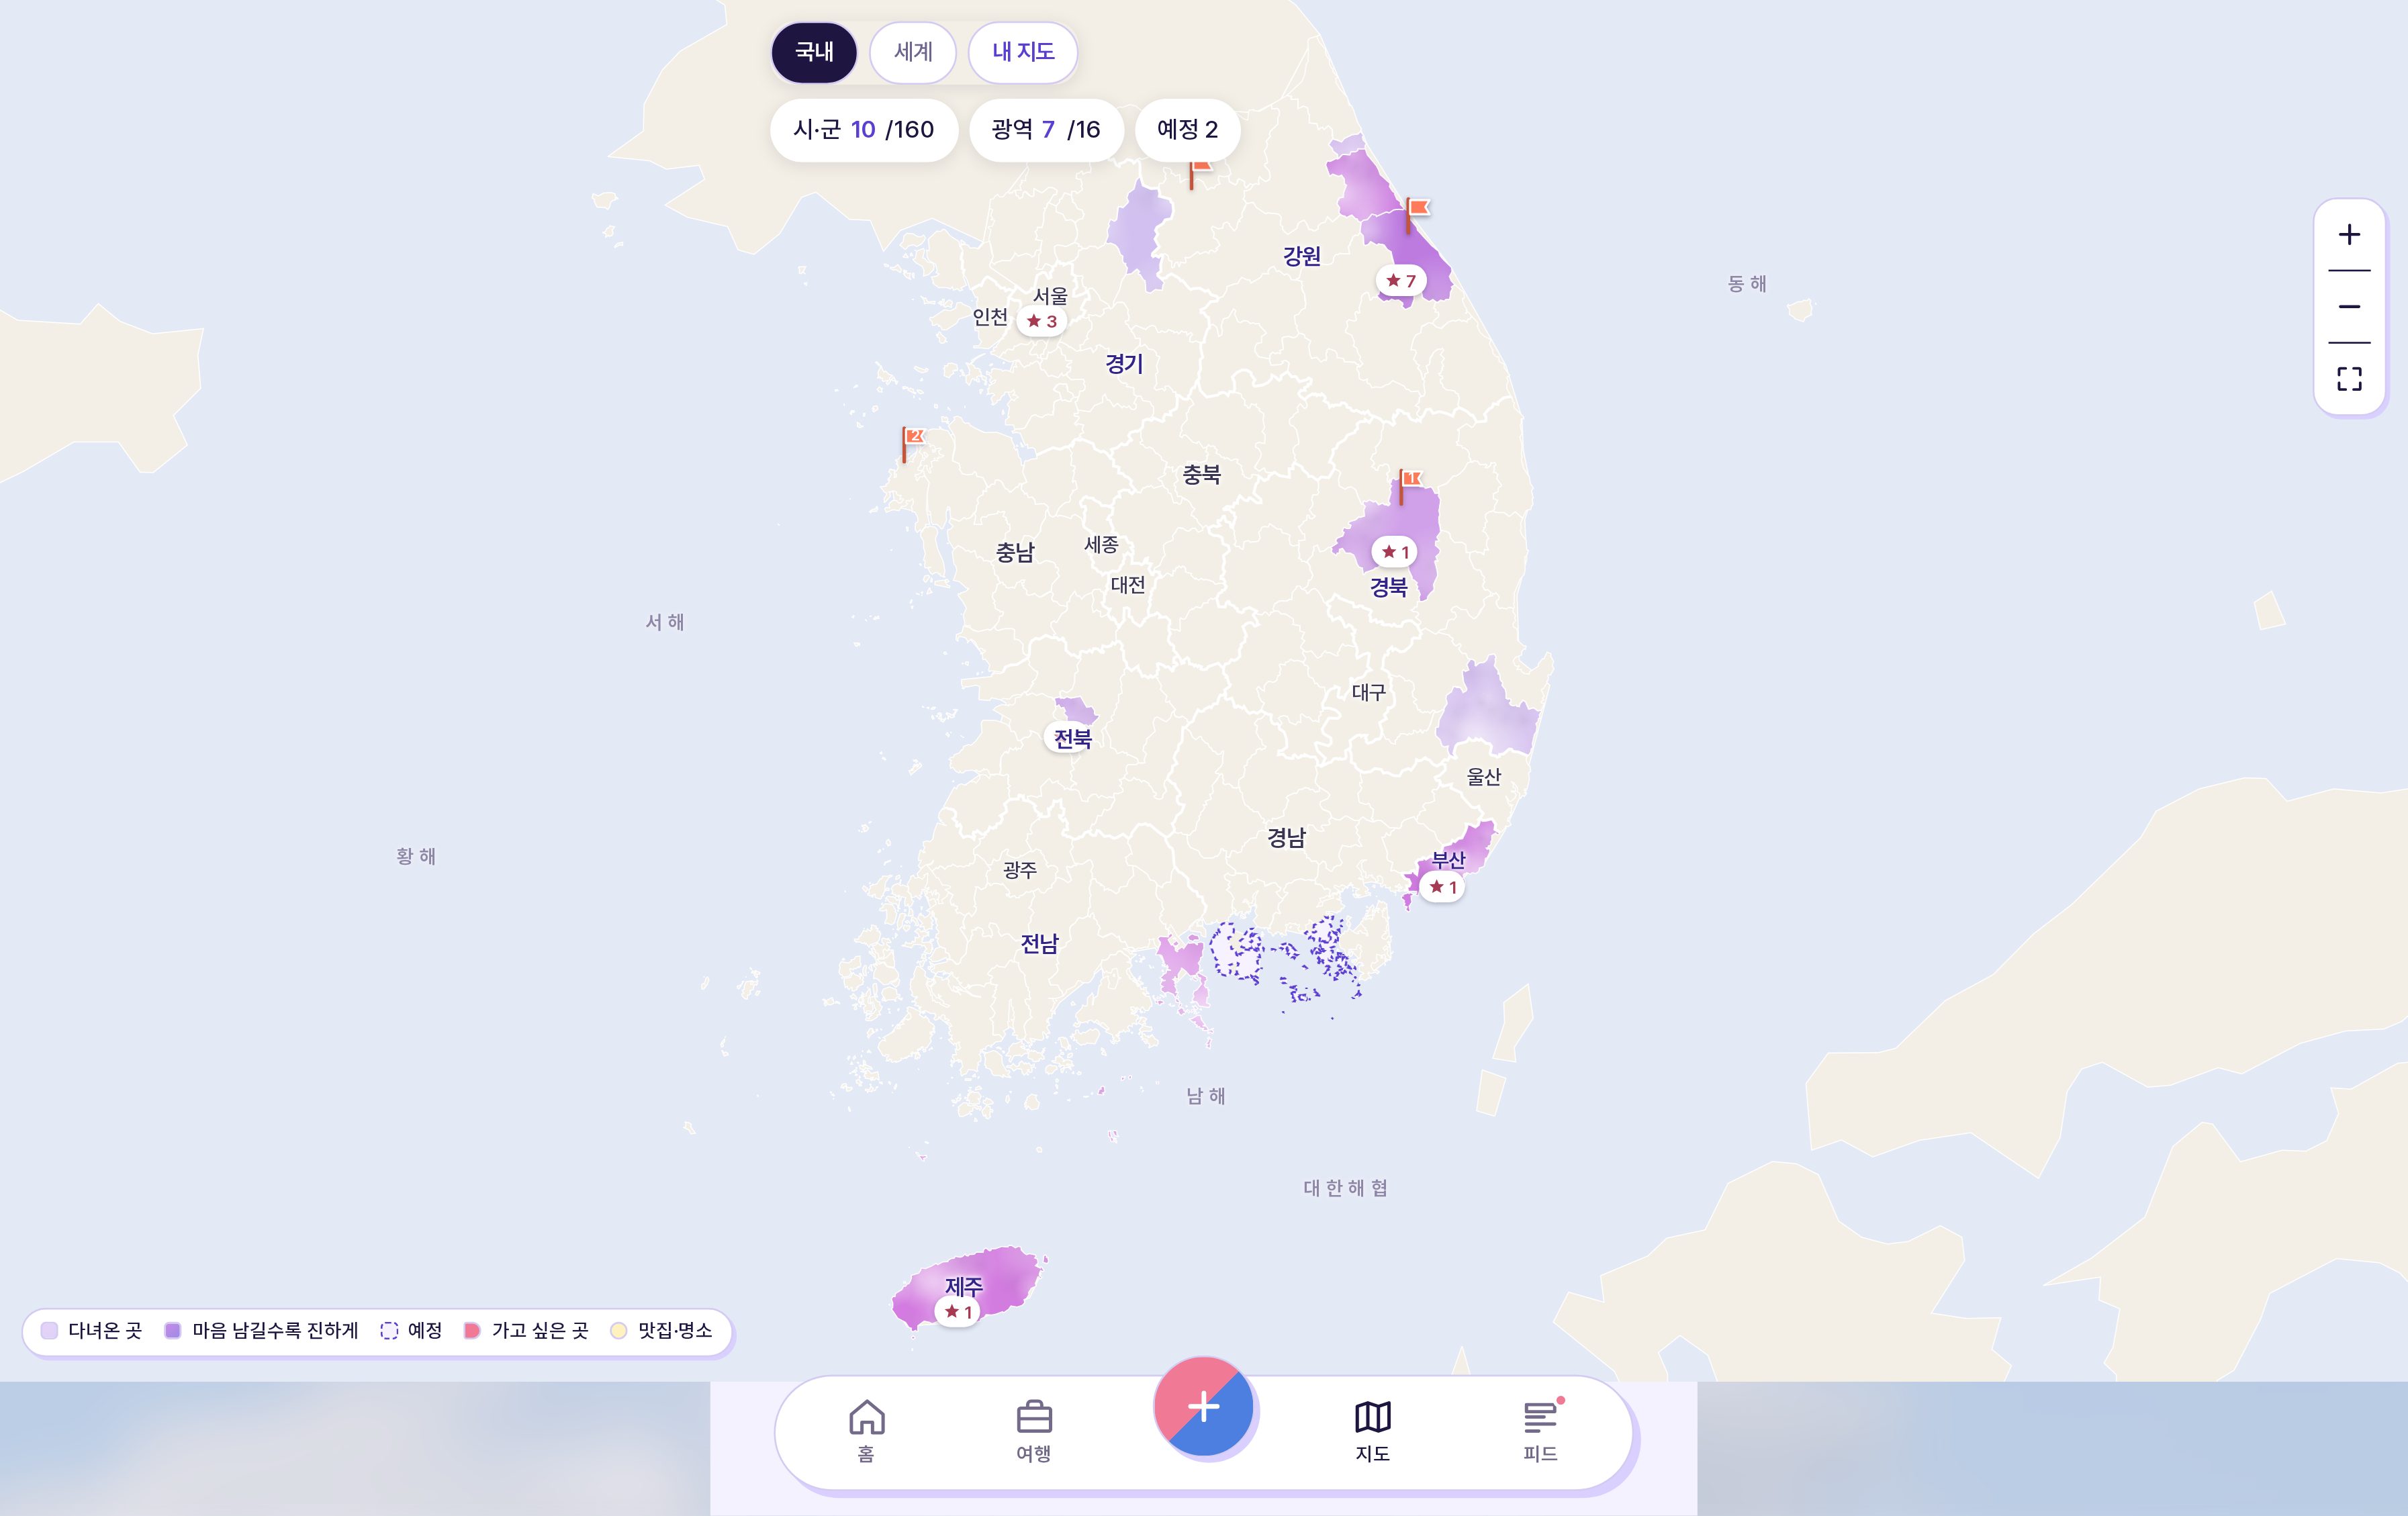 국내 세계 내 지도
시·군 10 /160 광역 7 /16 예정 2
강원
★ 7
동해
서울
인천 ★ 3
경기
2
충북
1
충남
세종
★ 1
대전
경북
서해
대구
전북
울산
경남
황해
부산
광주
★ 1
전남
남해
대한해협
제주
★ 1
다녀온 곳 마음 남길수록 진하게 예정 가고 싶은 곳 맛집·명소
홈 여행 지도 피드